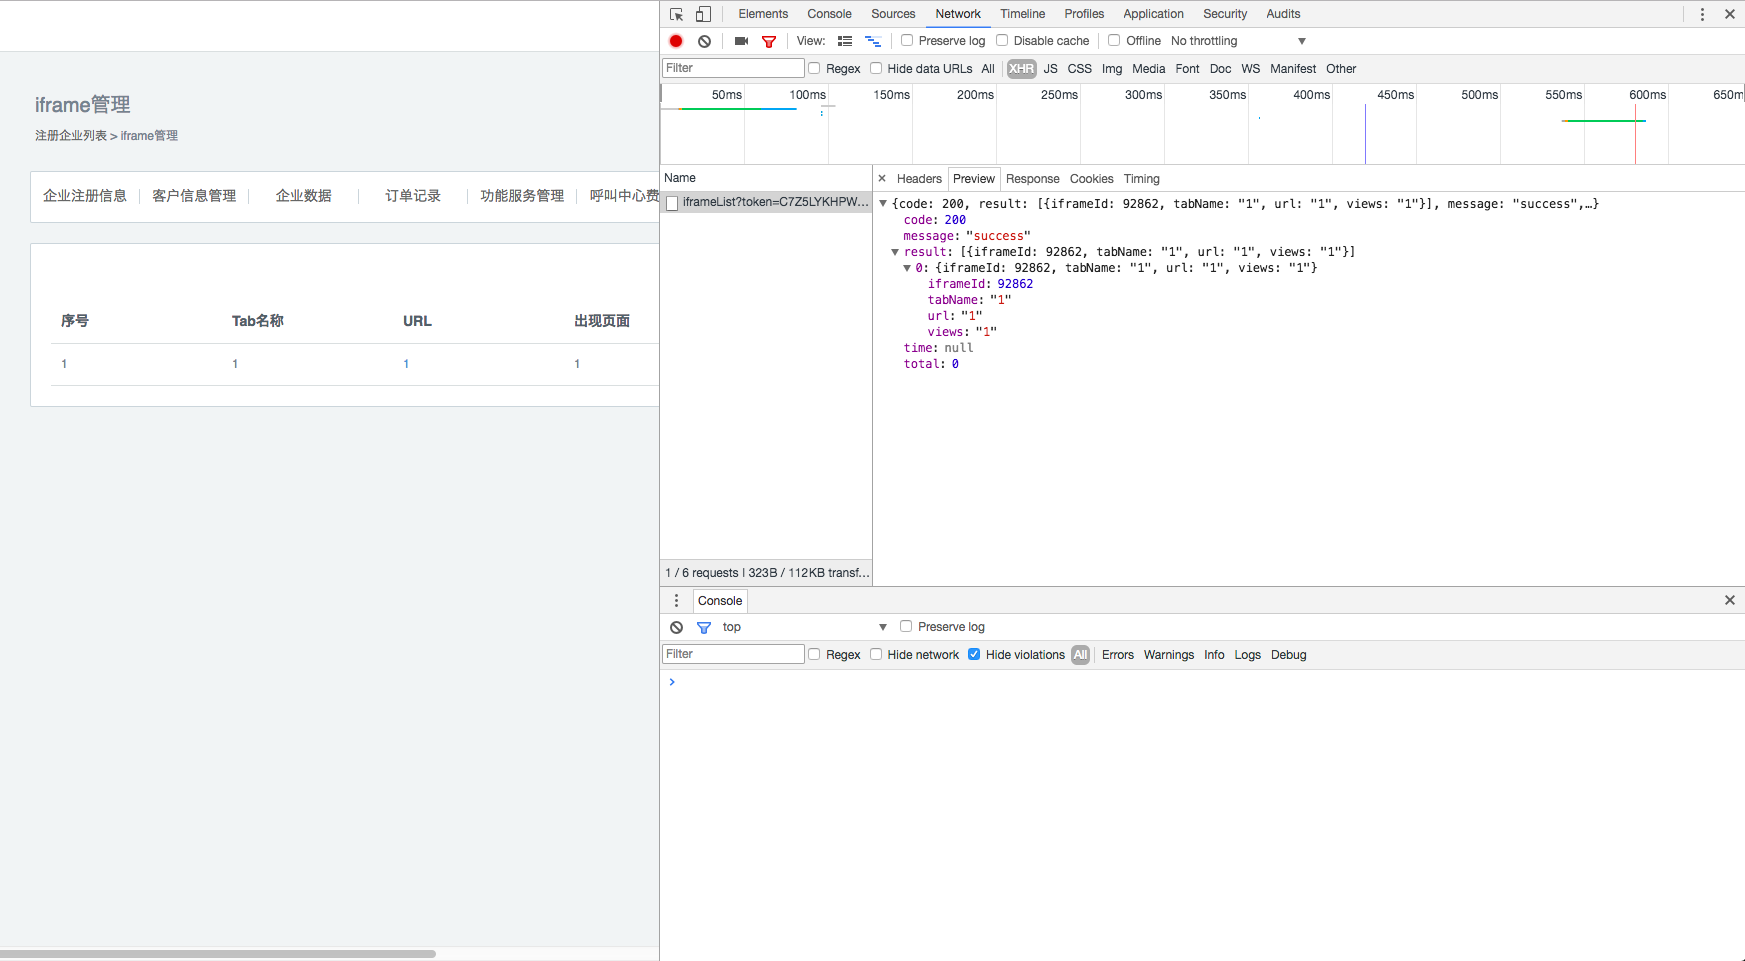 iframe管理
注册企业列表 > iframe管理
企业注册信息 客户信息管理 企业数据 订单记录 功能服务管理 呼叫中心费
序号 Tab名称 URL 出现页面
1 1 1 1
Elements Console Sources Network Timeline Profiles Application Security Audits
View: Preserve log Disable cache Offline No throttling
Filter Regex Hide data URLs All XHR JS CSS Img Media Font Doc WS Manifest Other
50ms 100ms 150ms 200ms 250ms 300ms 350ms 400ms 450ms 500ms 550ms 600ms 650m
Name
iframeList?token=C7Z5LYKHPW...
1 / 6 requests | 323B / 112KB transf...
× Headers Preview Response Cookies Timing
{code: 200, result: [{iframeId: 92862, tabName: "1", url: "1", views: "1"}], message: "success",…}
code: 200
message: "success"
result: [{iframeId: 92862, tabName: "1", url: "1", views: "1"}]
0: {iframeId: 92862, tabName: "1", url: "1", views: "1"}
iframeId: 92862
tabName: "1"
url: "1"
views: "1"
time: null
total: 0
Console
top Preserve log
Filter Regex Hide network Hide violations All Errors Warnings Info Logs Debug